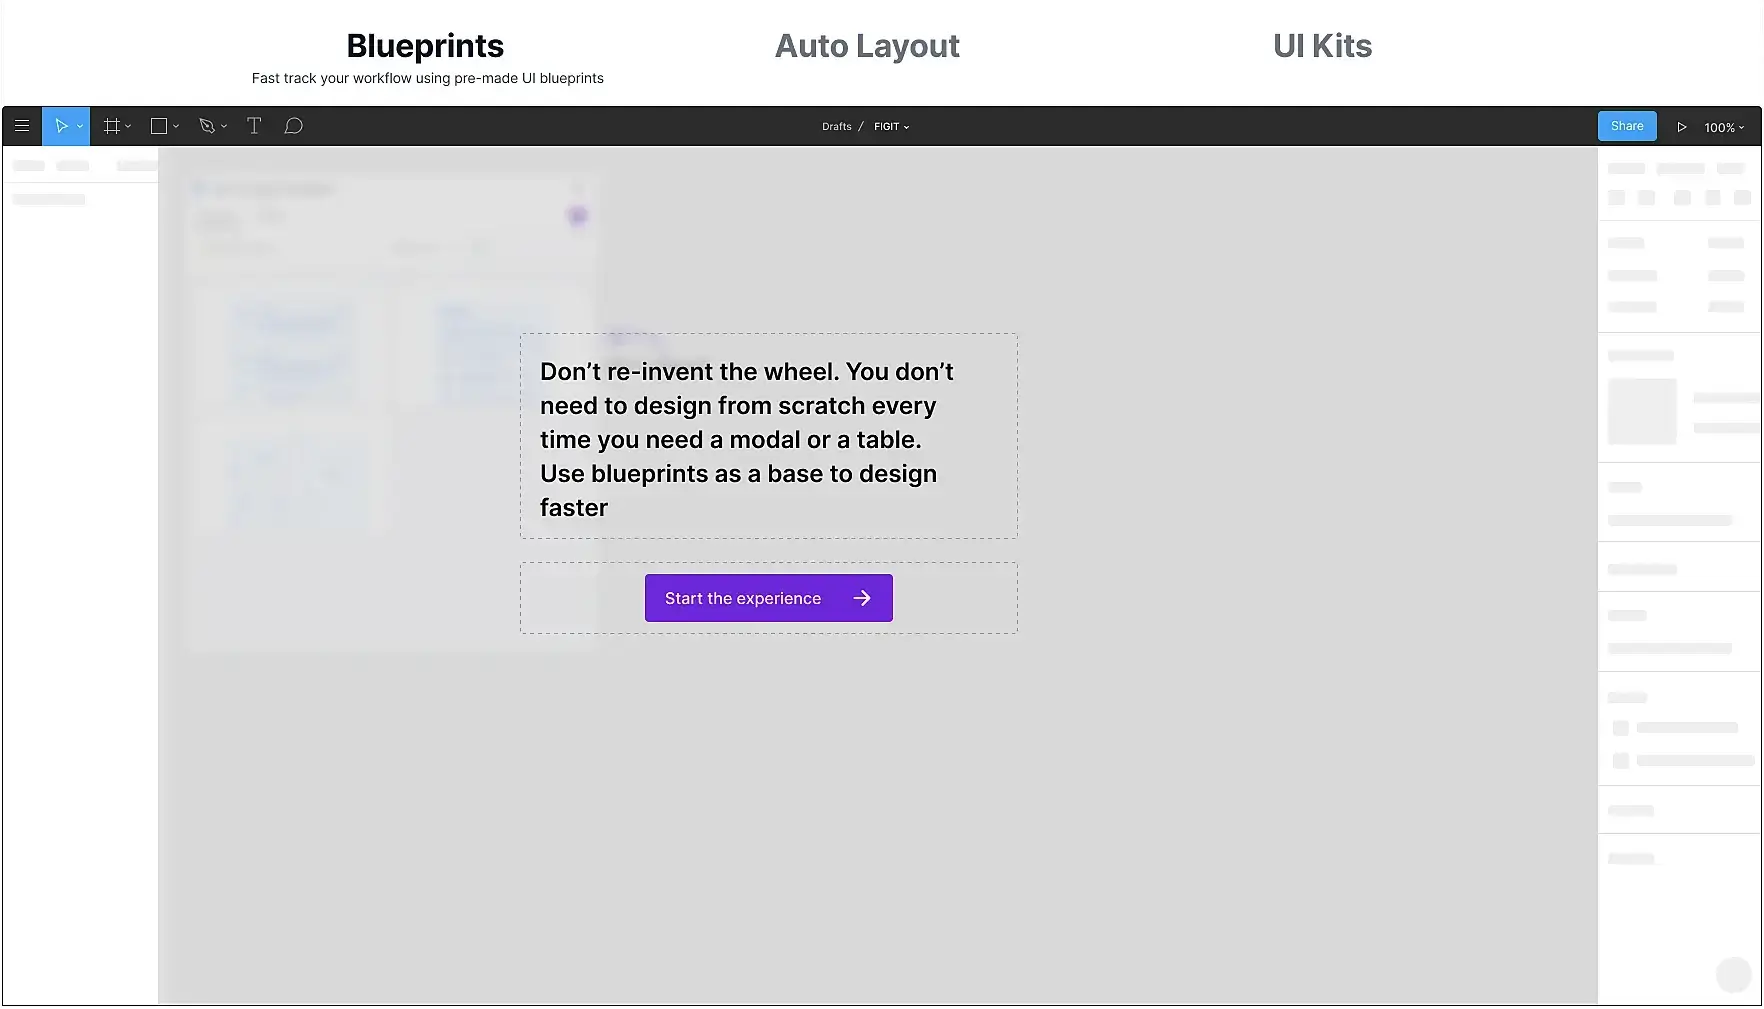 Blueprints
Fast track your workflow using pre-made UI blueprints
Auto Layout
UI Kits
Drafts / FIGIT
Share
100%
Don’t re-invent the wheel. You don’t
need to design from scratch every
time you need a modal or a table.
Use blueprints as a base to design
faster
Start the experience